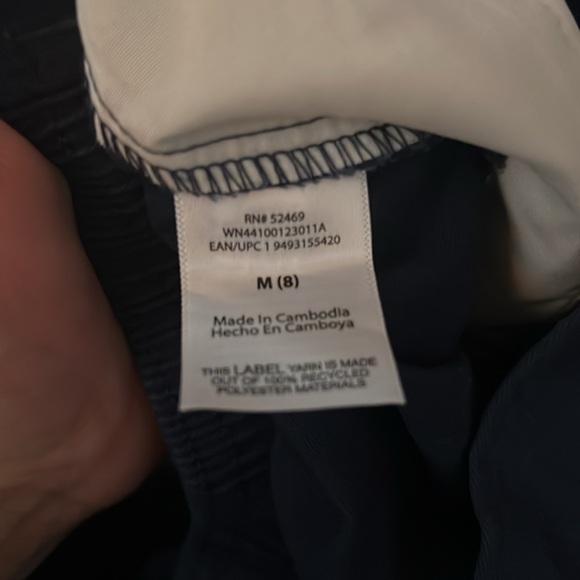 RN# 52469
WN44100123011A
EAN/UPC 1 9493155420
M (8)
Made In Cambodia
Hecho En Camboya
THIS LABEL YARN IS MADE
OUT OF 100% RECYCLED
POLYESTER MATERIALS